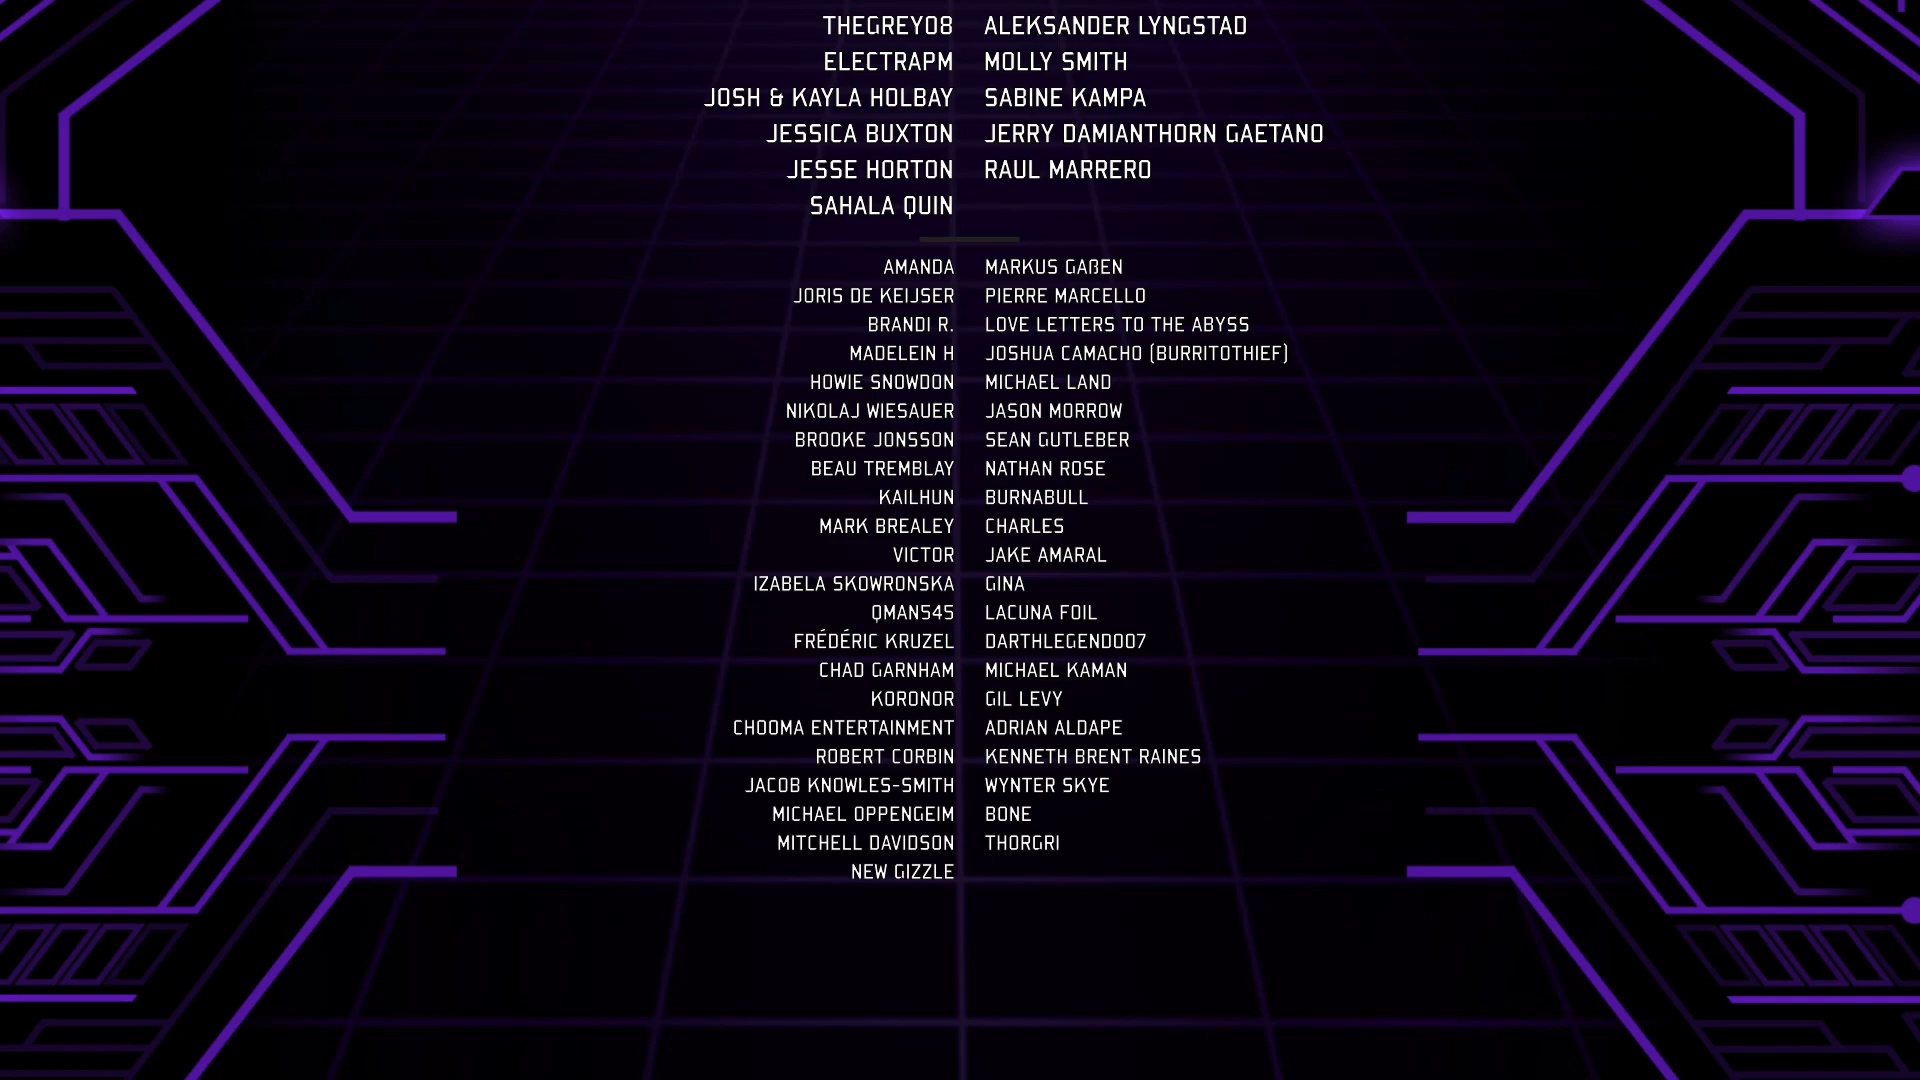 THEGREY08 ALEKSANDER LYNGSTAD
ELECTRAPM MOLLY SMITH
JOSH & KAYLA HOLBAY SABINE KAMPA
JESSICA BUXTON JERRY DAMIANTHORN GAETANO
JESSE HORTON RAUL MARRERO
SAHALA QUIN
AMANDA MARKUS GAßEN
JORIS DE KEIJSER PIERRE MARCELLO
BRANDI R. LOVE LETTERS TO THE ABYSS
MADELEIN H JOSHUA CAMACHO (BURRITOTHIEF)
HOWIE SNOWDON MICHAEL LAND
NIKOLAJ WIESAUER JASON MORROW
BROOKE JONSSON SEAN GUTLEBER
BEAU TREMBLAY NATHAN ROSE
KAILHUN BURNABULL
MARK BREALEY CHARLES
VICTOR JAKE AMARAL
IZABELA SKOWRONSKA GINA
QMAN545 LACUNA FOIL
FRÉDÉRIC KRUZEL DARTHLEGEND007
CHAD GARNHAM MICHAEL KAMAN
KORONOR GIL LEVY
CHOOMA ENTERTAINMENT ADRIAN ALDAPE
ROBERT CORBIN KENNETH BRENT RAINES
JACOB KNOWLES-SMITH WYNTER SKYE
MICHAEL OPPENGEIM BONE
MITCHELL DAVIDSON THORGRI
NEW GIZZLE